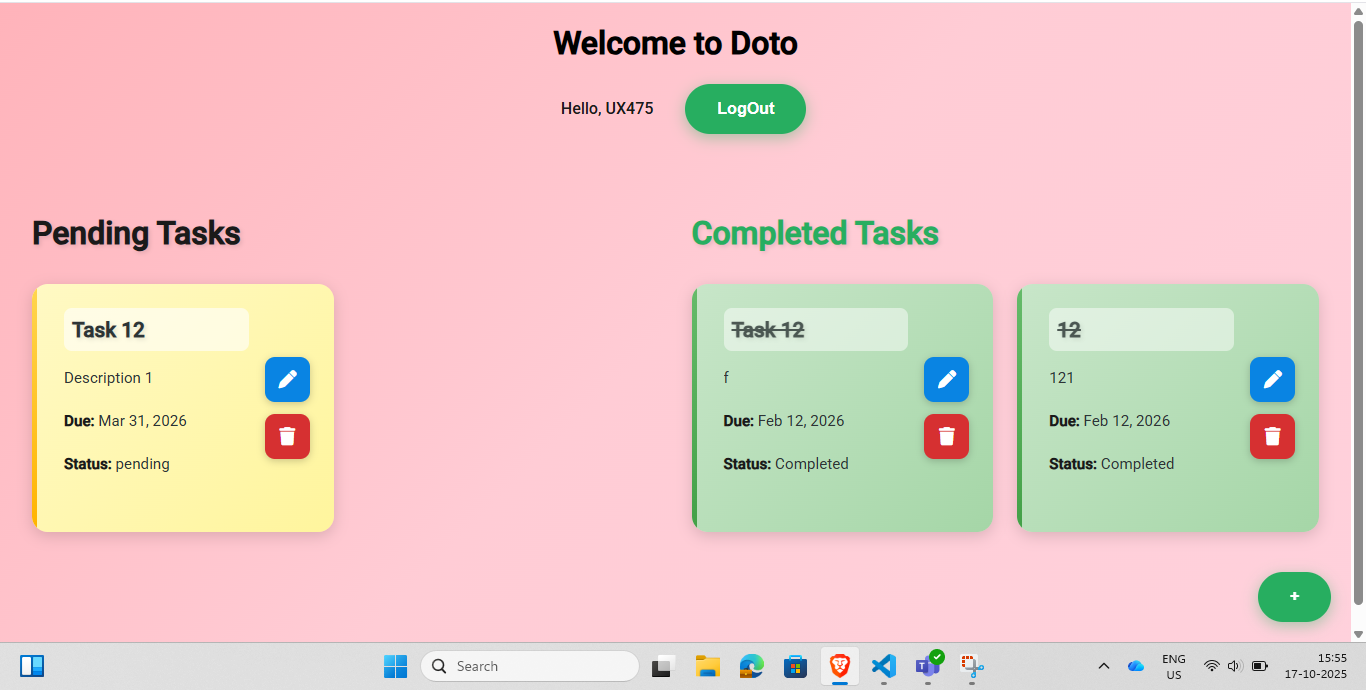 Welcome to Doto
Hello, UX475
LogOut
Pending Tasks
Task 12
Description 1
Due: Mar 31, 2026
Status: pending
Completed Tasks
Task 12
f
Due: Feb 12, 2026
Status: Completed
12
121
Due: Feb 12, 2026
Status: Completed
+
Search
ENG
US
15:55
17-10-2025